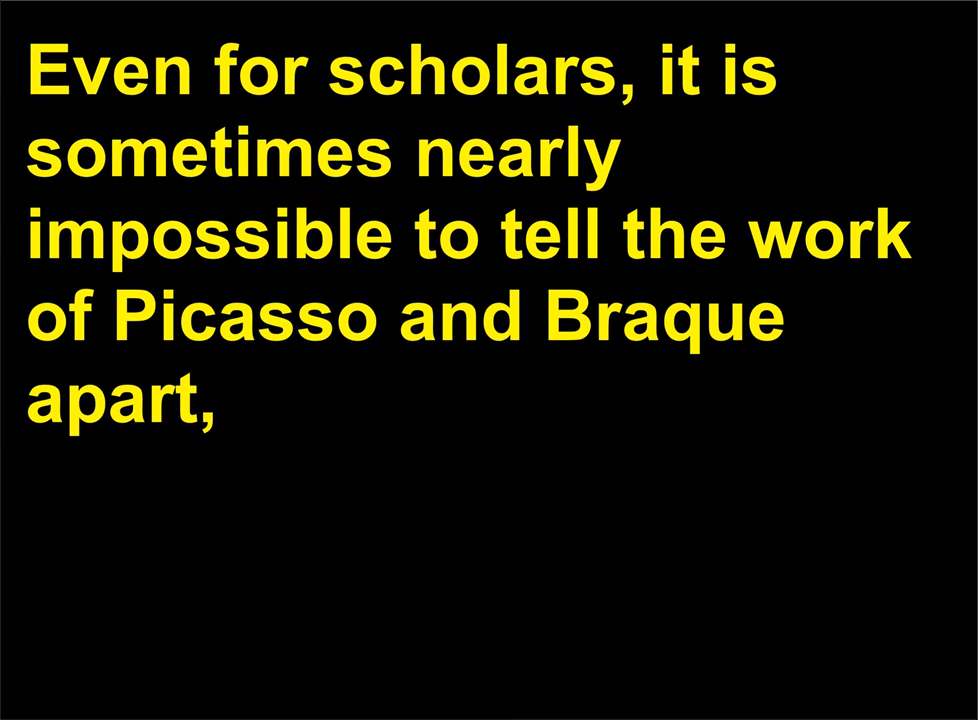 Even for scholars, it is
sometimes nearly
impossible to tell the work
of Picasso and Braque
apart,